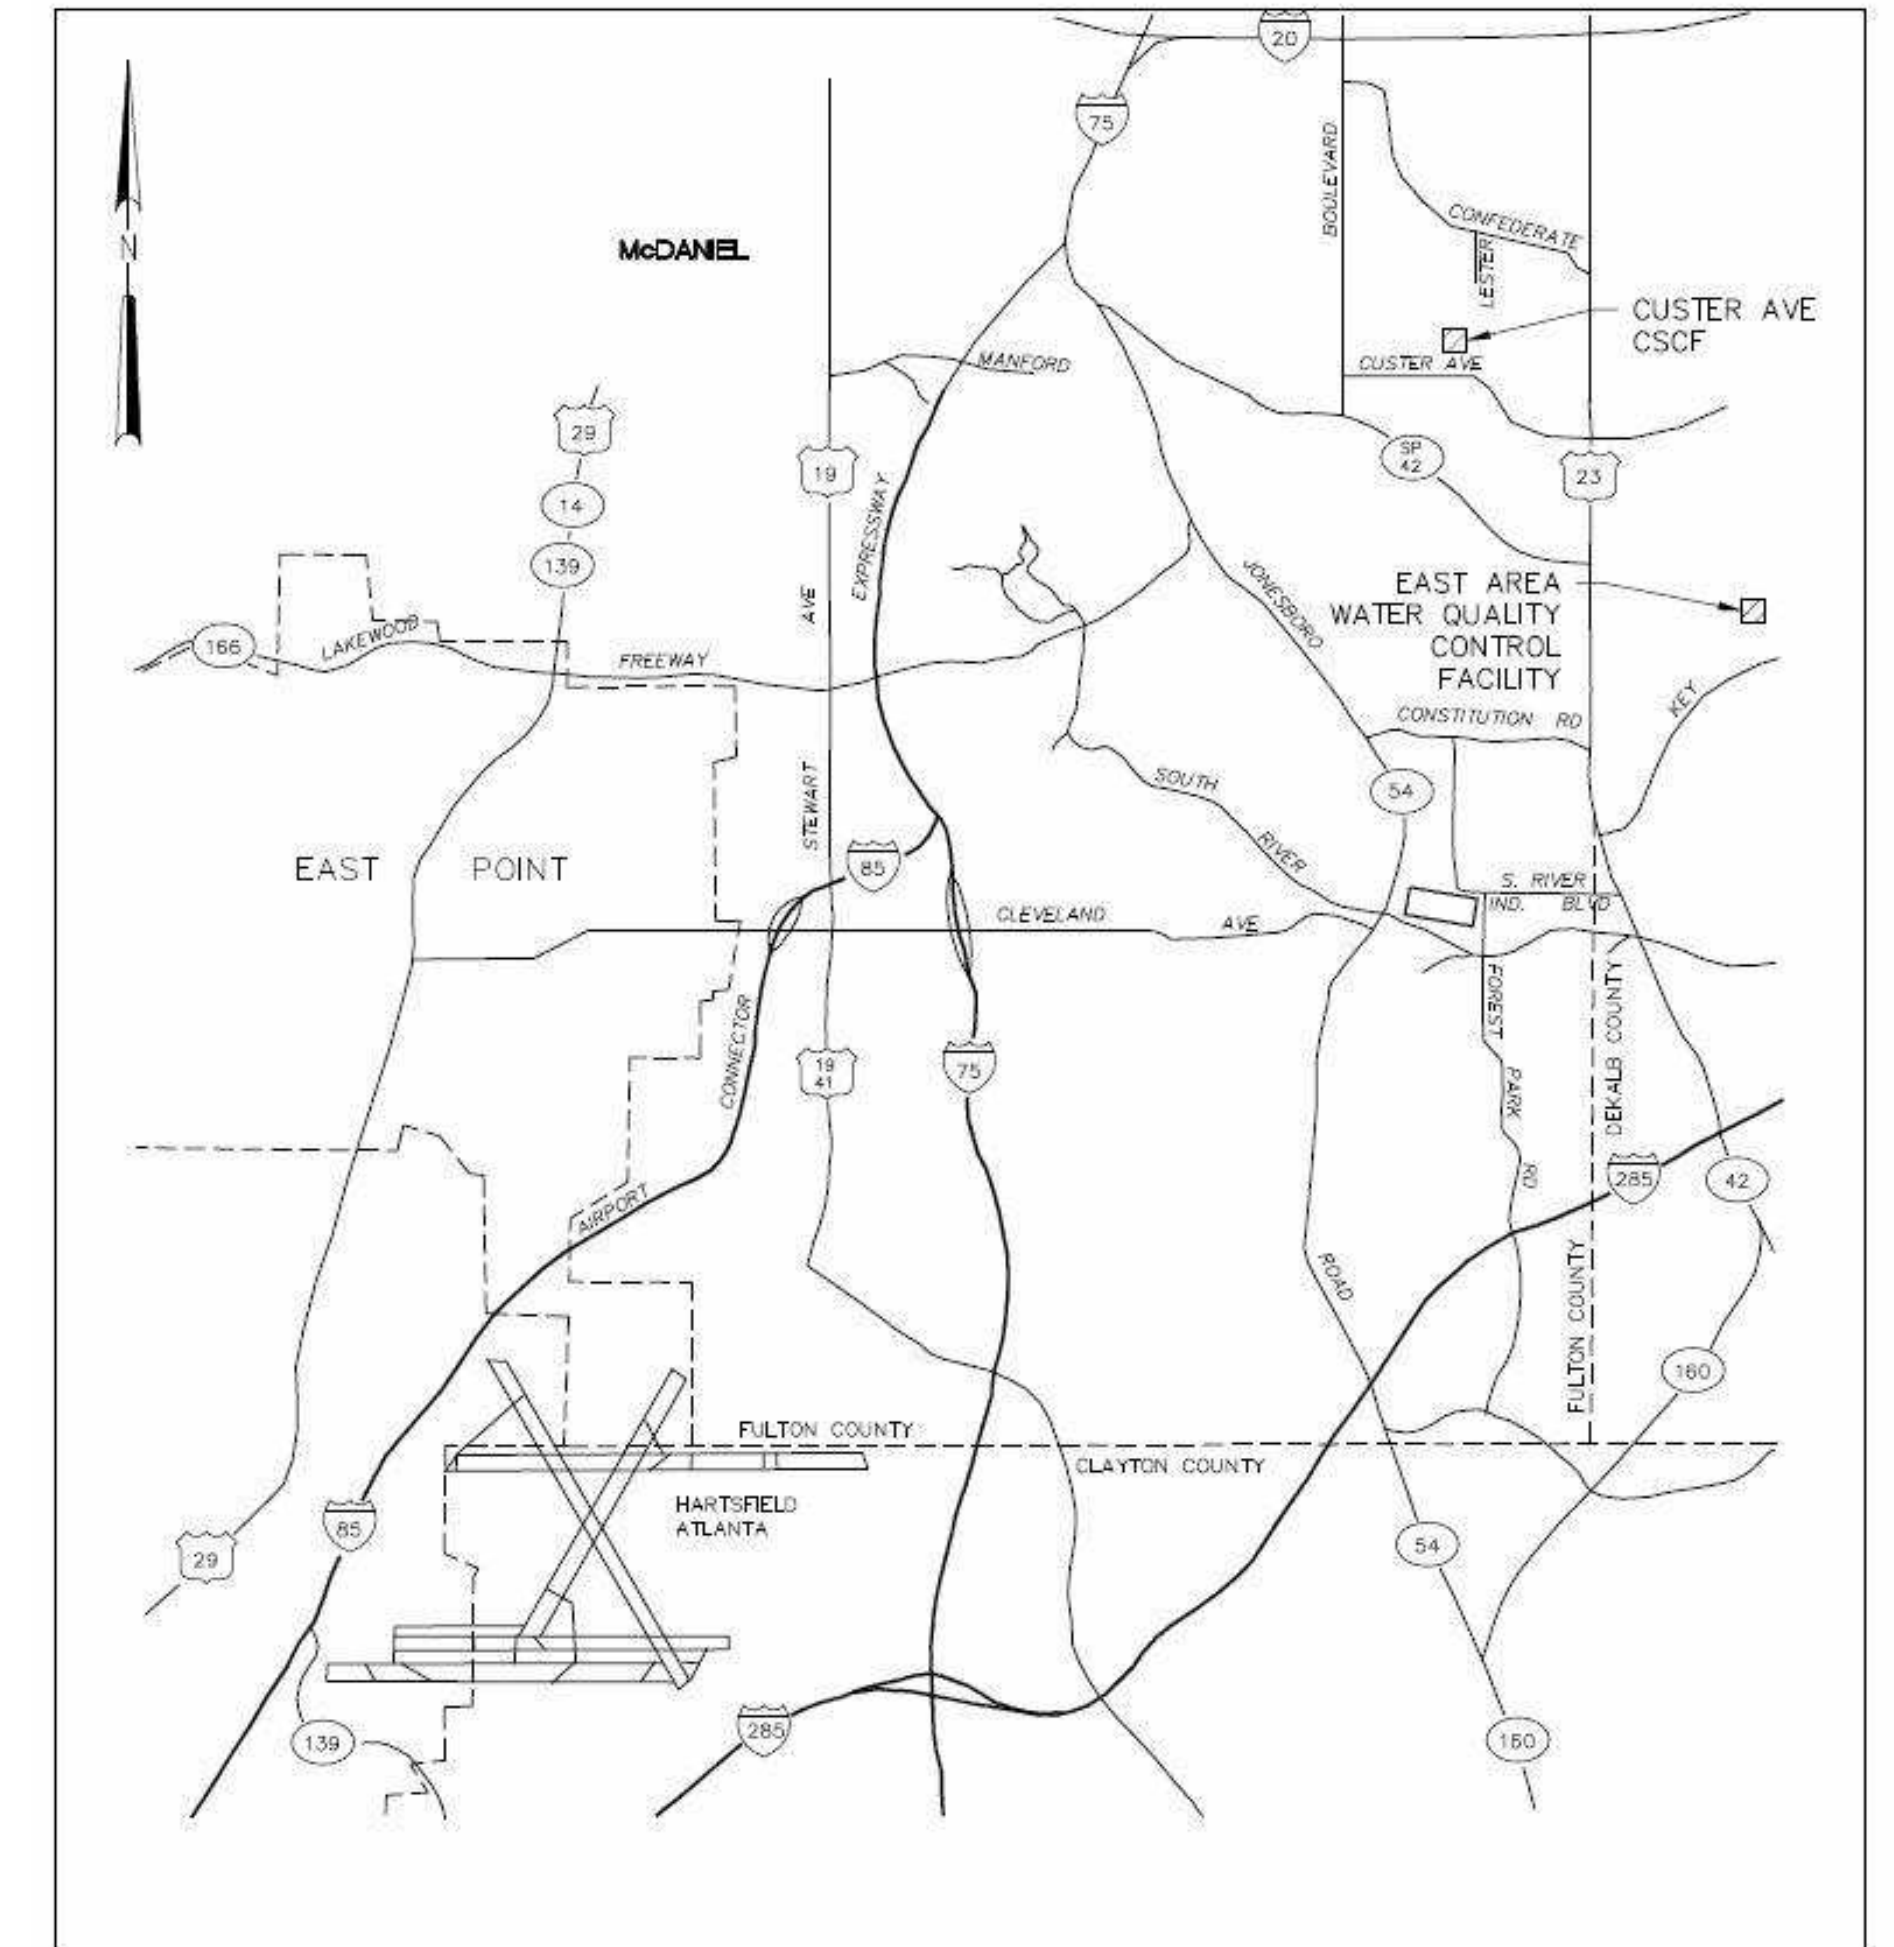 20
75
BOULEVARD
CONFEDERATE
LESTER
N
McDANIEL
CUSTER AVE
CSCF
MANFORD
CUSTER AVE
29
19
SP
42
23
14
139
EXPRESSWAY
AVE
JONESBORO
EAST AREA
WATER QUALITY
CONTROL
FACILITY
166
LAKEWOOD
FREEWAY
KEY
CONSTITUTION RD
STEWART
SOUTH
54
EAST POINT
85
RIVER
S. RIVER
IND. BLVD
CLEVELAND
AVE
CONNECTOR
FOREST
DEKALB COUNTY
19
41
75
PARK
RD
285
42
AIRPORT
ROAD
FULTON COUNTY
160
FULTON COUNTY
CLAYTON COUNTY
HARTSFIELD
ATLANTA
85
29
54
139
285
160